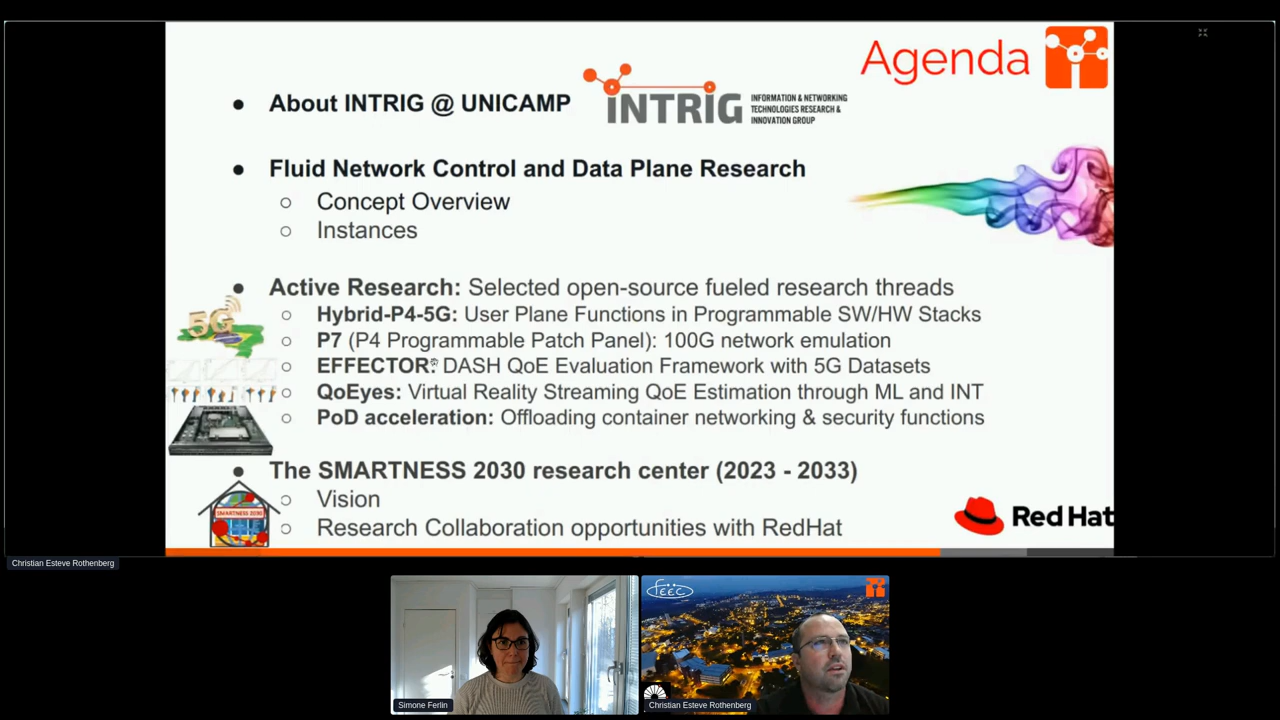 Agenda
About INTRIG @ UNICAMP
INTRIG
INFORMATION & NETWORKING
TECHNOLOGIES RESEARCH &
INNOVATION GROUP
Fluid Network Control and Data Plane Research
Concept Overview
Instances
Active Research: Selected open-source fueled research threads
5G
Hybrid-P4-5G: User Plane Functions in Programmable SW/HW Stacks
P7 (P4 Programmable Patch Panel): 100G network emulation
EFFECTOR: DASH QoE Evaluation Framework with 5G Datasets
QoEyes: Virtual Reality Streaming QoE Estimation through ML and INT
PoD acceleration: Offloading container networking & security functions
The SMARTNESS 2030 research center (2023 - 2033)
Vision
SMARTNESS 2030
Research Collaboration opportunities with RedHat
Red Hat
Christian Esteve Rothenberg
FEEC
Simone Ferlin
Christian Esteve Rothenberg